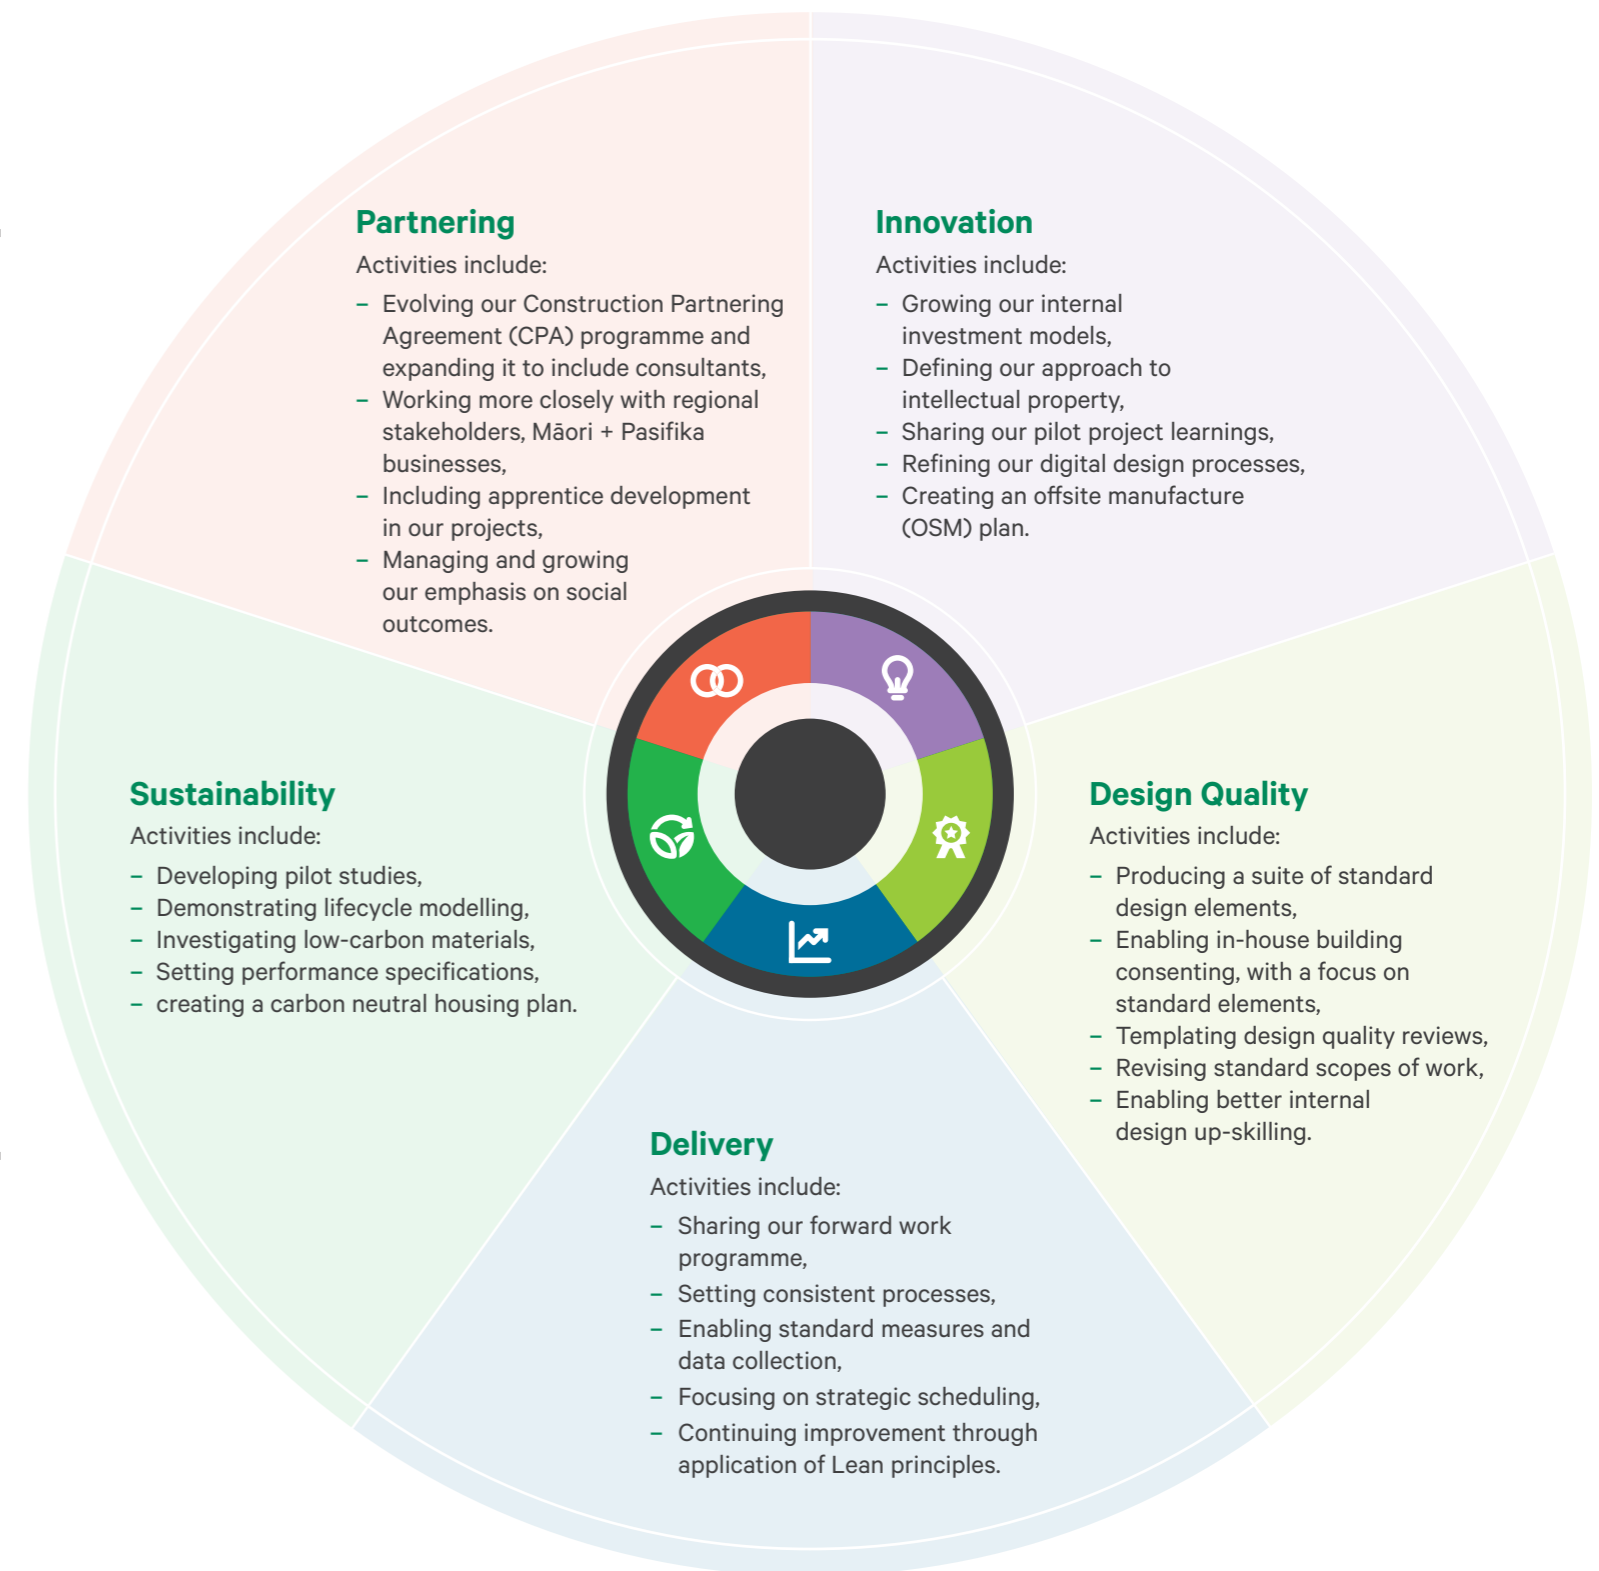 Partnering
Activities include:
– Evolving our Construction Partnering
Agreement (CPA) programme and
expanding it to include consultants,
– Working more closely with regional
stakeholders, Māori + Pasifika
businesses,
– Including apprentice development
in our projects,
– Managing and growing
our emphasis on social
outcomes.
Innovation
Activities include:
– Growing our internal
investment models,
– Defining our approach to
intellectual property,
– Sharing our pilot project learnings,
– Refining our digital design processes,
– Creating an offsite manufacture
(OSM) plan.
Sustainability
Activities include:
– Developing pilot studies,
– Demonstrating lifecycle modelling,
– Investigating low-carbon materials,
– Setting performance specifications,
– creating a carbon neutral housing plan.
Design Quality
Activities include:
– Producing a suite of standard
design elements,
– Enabling in-house building
consenting, with a focus on
standard elements,
– Templating design quality reviews,
– Revising standard scopes of work,
– Enabling better internal
design up-skilling.
Delivery
Activities include:
– Sharing our forward work
programme,
– Setting consistent processes,
– Enabling standard measures and
data collection,
– Focusing on strategic scheduling,
– Continuing improvement through
application of Lean principles.